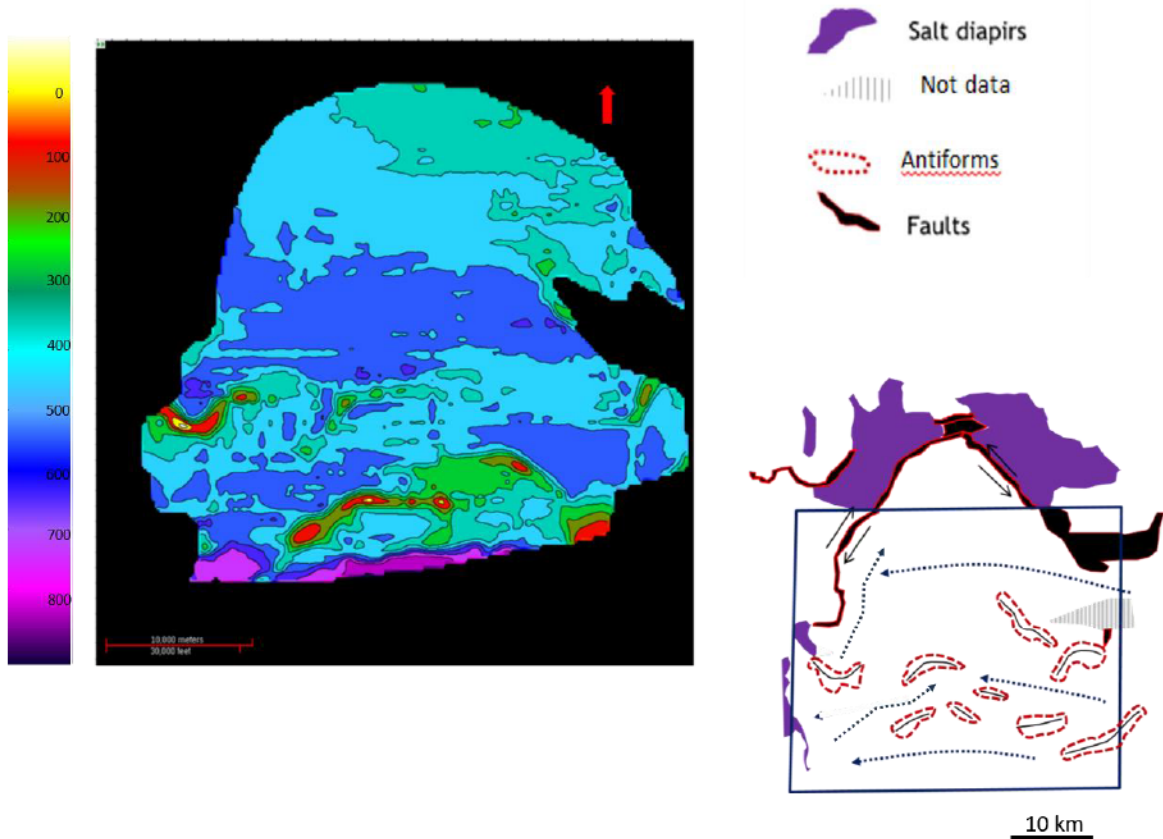 0
100
200
300
400
500
600
700
800
10,000 meters
30,000 feet
Salt diapirs
Not data
Antiforms
Faults
10 km